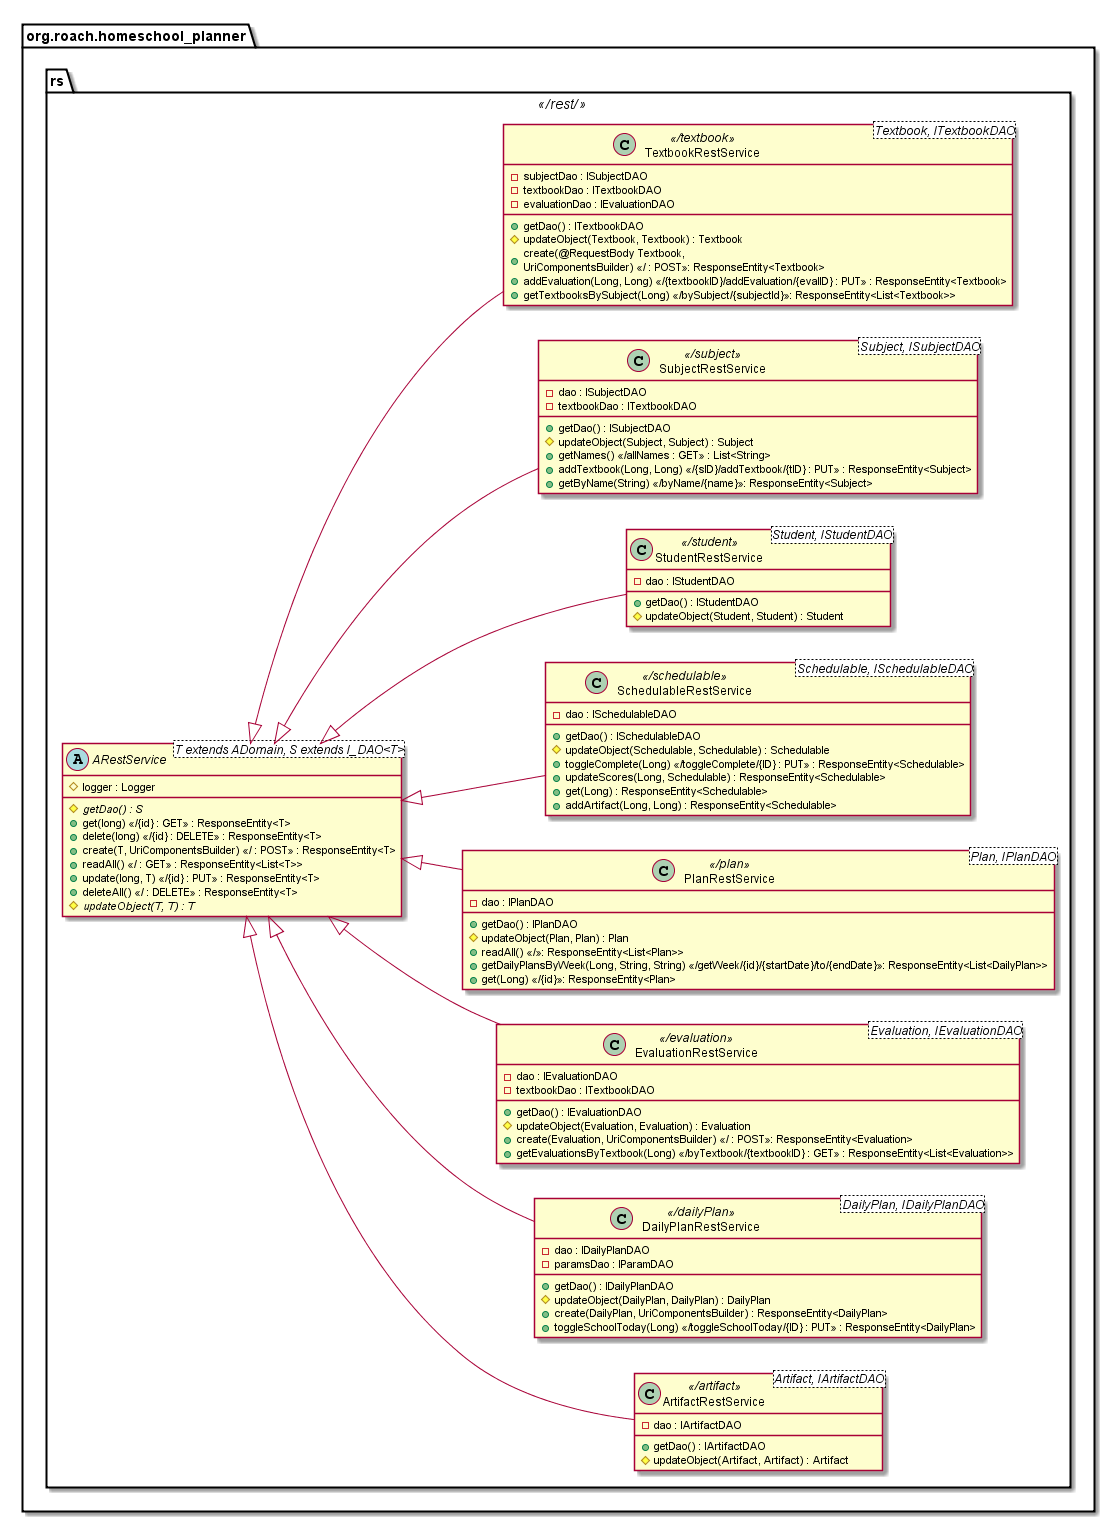 org.roach.homeschool_planner
rs
«/rest/»
Textbook, ITextbookDAO
«/textbook»
TextbookRestService
subjectDao : ISubjectDAO
textbookDao : ITextbookDAO
evaluationDao : IEvaluationDAO
getDao() : ITextbookDAO
updateObject(Textbook, Textbook) : Textbook
create(@RequestBody Textbook,
UriComponentsBuilder) «/ : POST»: ResponseEntity<Textbook>
addEvaluation(Long, Long) «/{textbookID}/addEvaluation/{evalID} : PUT» : ResponseEntity<Textbook>
getTextbooksBySubject(Long) «/bySubject/{subjectId}»: ResponseEntity<List<Textbook>>
Subject, ISubjectDAO
«/subject»
SubjectRestService
dao : ISubjectDAO
textbookDao : ITextbookDAO
getDao() : ISubjectDAO
updateObject(Subject, Subject) : Subject
getNames() «/allNames : GET» : List<String>
addTextbook(Long, Long) «/{sID}/addTextbook/{tID} : PUT» : ResponseEntity<Subject>
getByName(String) «/byName/{name}»: ResponseEntity<Subject>
Student, IStudentDAO
«/student»
StudentRestService
dao : IStudentDAO
getDao() : IStudentDAO
updateObject(Student, Student) : Student
Schedulable, ISchedulableDAO
«/schedulable»
SchedulableRestService
dao : ISchedulableDAO
getDao() : ISchedulableDAO
updateObject(Schedulable, Schedulable) : Schedulable
toggleComplete(Long) «/toggleComplete/{ID} : PUT» : ResponseEntity<Schedulable>
updateScores(Long, Schedulable) : ResponseEntity<Schedulable>
get(Long) : ResponseEntity<Schedulable>
addArtifact(Long, Long) : ResponseEntity<Schedulable>
T extends ADomain, S extends I_DAO<T>
ARestService
logger : Logger
getDao() : S
get(long) «/{id} : GET» : ResponseEntity<T>
delete(long) «/{id} : DELETE» : ResponseEntity<T>
create(T, UriComponentsBuilder) «/ : POST» : ResponseEntity<T>
readAll() «/ : GET» : ResponseEntity<List<T>>
update(long, T) «/{id} : PUT» : ResponseEntity<T>
deleteAll() «/ : DELETE» : ResponseEntity<T>
updateObject(T, T) : T
Plan, IPlanDAO
«/plan»
PlanRestService
dao : IPlanDAO
getDao() : IPlanDAO
updateObject(Plan, Plan) : Plan
readAll() «/»: ResponseEntity<List<Plan>>
getDailyPlansByWeek(Long, String, String) «/getWeek/{id}/{startDate}/to/{endDate}»: ResponseEntity<List<DailyPlan>>
get(Long) «/{id}»: ResponseEntity<Plan>
Evaluation, IEvaluationDAO
«/evaluation»
EvaluationRestService
dao : IEvaluationDAO
textbookDao : ITextbookDAO
getDao() : IEvaluationDAO
updateObject(Evaluation, Evaluation) : Evaluation
create(Evaluation, UriComponentsBuilder) «/ : POST»: ResponseEntity<Evaluation>
getEvaluationsByTextbook(Long) «/byTextbook/{textbookID} : GET» : ResponseEntity<List<Evaluation>>
DailyPlan, IDailyPlanDAO
«/dailyPlan»
DailyPlanRestService
dao : IDailyPlanDAO
paramsDao : IParamDAO
getDao() : IDailyPlanDAO
updateObject(DailyPlan, DailyPlan) : DailyPlan
create(DailyPlan, UriComponentsBuilder) : ResponseEntity<DailyPlan>
toggleSchoolToday(Long) «/toggleSchoolToday/{ID} : PUT» : ResponseEntity<DailyPlan>
Artifact, IArtifactDAO
«/artifact»
ArtifactRestService
dao : IArtifactDAO
getDao() : IArtifactDAO
updateObject(Artifact, Artifact) : Artifact